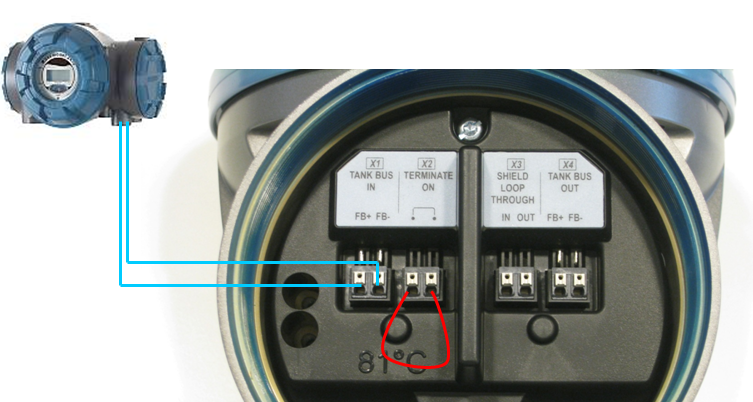 X1
TANK BUS
IN
FB+ FB-
X2
TERMINATE
ON
X3
SHIELD
LOOP
THROUGH
IN OUT
X4
TANK BUS
OUT
FB+ FB-
81°C